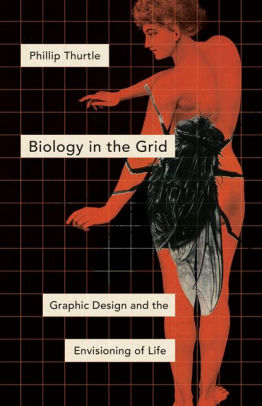 Phillip Thurtle
Biology in the Grid
Graphic Design and the
Envisioning of Life